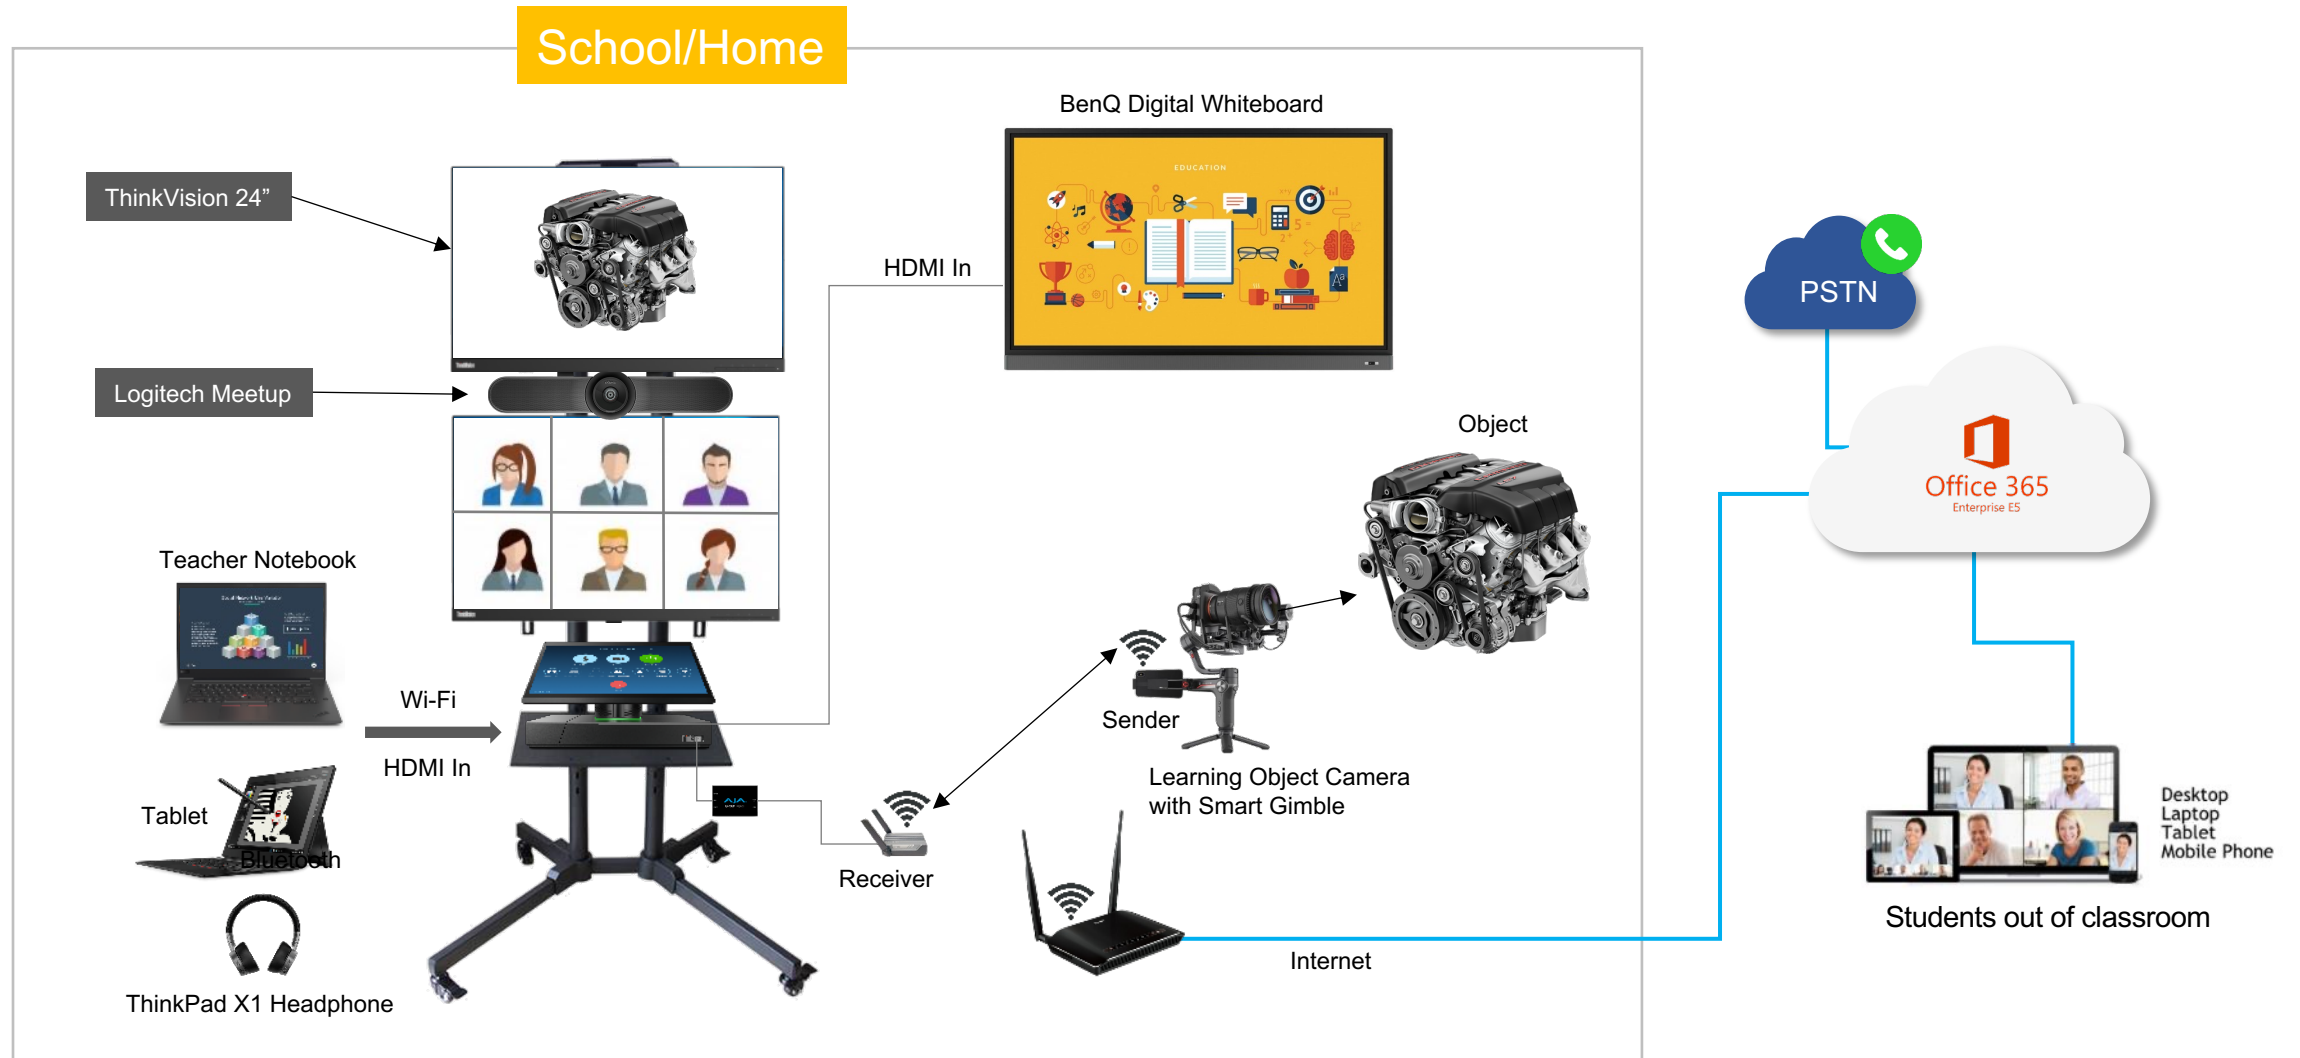 School/Home
BenQ Digital Whiteboard
EDUCATION
ThinkVision 24”
HDMI In
PSTN
Logitech Meetup
Object
Office 365
Enterprise E5
Teacher Notebook
Wi-Fi
Sender
HDMI In
Learning Object Camera
with Smart Gimble
Tablet
AJA
Bluetooth
Receiver
Desktop
Laptop
Tablet
Mobile Phone
Students out of classroom
Internet
ThinkPad X1 Headphone